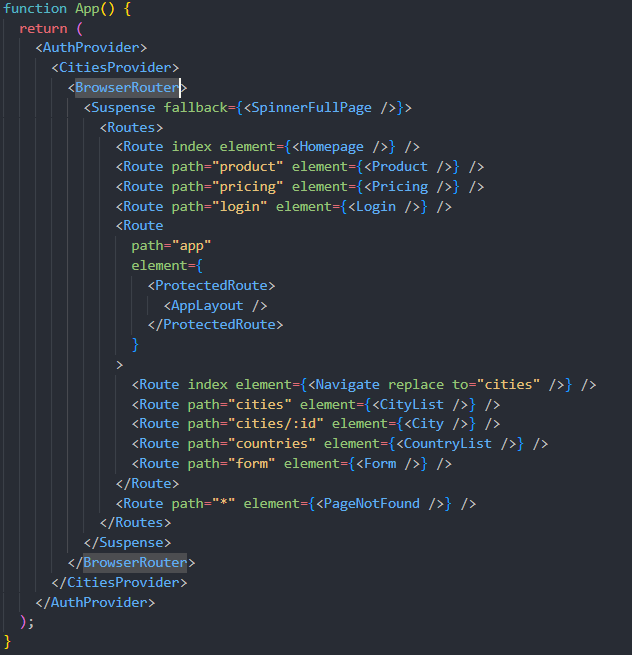 function App() {
  return (
    <AuthProvider>
      <CitiesProvider>
        <BrowserRouter>
          <Suspense fallback={<SpinnerFullPage />}>
            <Routes>
              <Route index element={<Homepage />} />
              <Route path="product" element={<Product />} />
              <Route path="pricing" element={<Pricing />} />
              <Route path="login" element={<Login />} />
              <Route
                path="app"
                element={
                  <ProtectedRoute>
                    <AppLayout />
                  </ProtectedRoute>
                }
              >
                <Route index element={<Navigate replace to="cities" />} />
                <Route path="cities" element={<CityList />} />
                <Route path="cities/:id" element={<City />} />
                <Route path="countries" element={<CountryList />} />
                <Route path="form" element={<Form />} />
              </Route>
              <Route path="*" element={<PageNotFound />} />
            </Routes>
          </Suspense>
        </BrowserRouter>
      </CitiesProvider>
    </AuthProvider>
  );
}